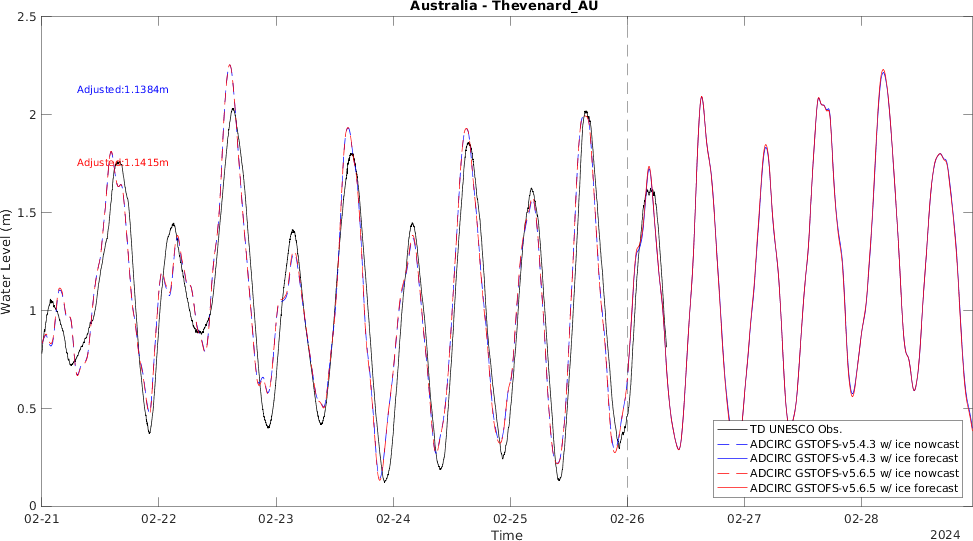 Australia - Thevenard_AU
2.5
2
1.5
1
0.5
0
Water Level (m)
Adjusted:1.1384m
Adjusted:1.1415m
TD UNESCO Obs.
ADCIRC GSTOFS-v5.4.3 w/ ice nowcast
ADCIRC GSTOFS-v5.4.3 w/ ice forecast
ADCIRC GSTOFS-v5.6.5 w/ ice nowcast
ADCIRC GSTOFS-v5.6.5 w/ ice forecast
02-21 02-22 02-23 02-24 02-25 02-26 02-27 02-28
Time
2024